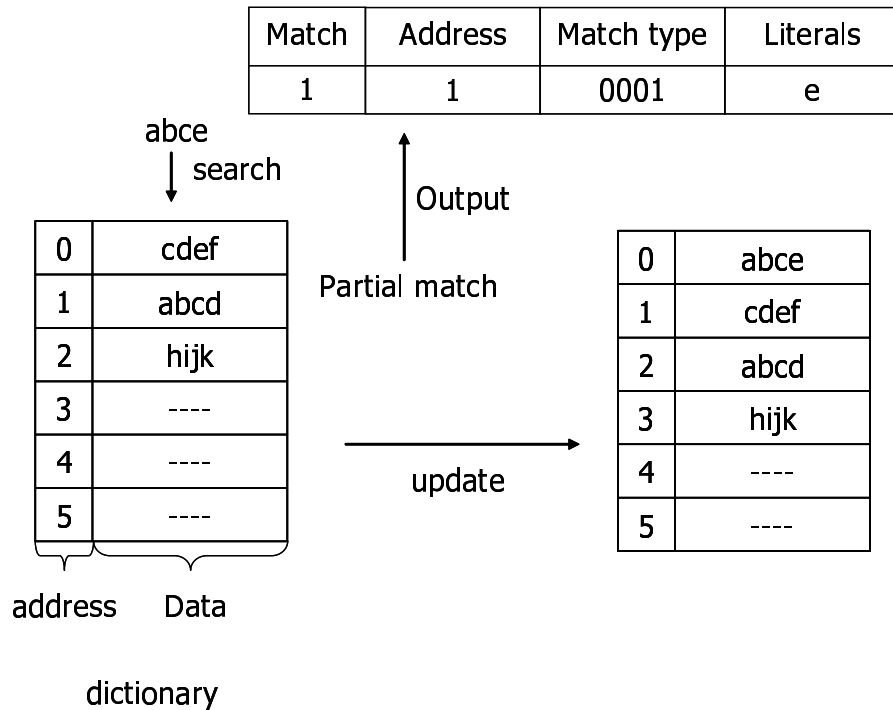 Match Address Match type Literals
1 1 0001 e
abce
search
Output
Partial match
0 cdef
1 abcd
2 hijk
3 ----
4 ----
5 ----
address Data
dictionary
update
0 abce
1 cdef
2 abcd
3 hijk
4 ----
5 ----